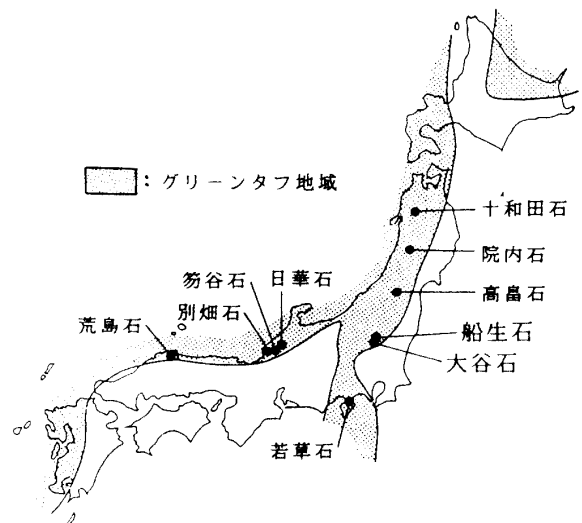 ：グリーンタフ地域
十和田石
院内石
高畠石
船生石
大谷石
日華石
笏谷石
別畑石
荒島石
若草石